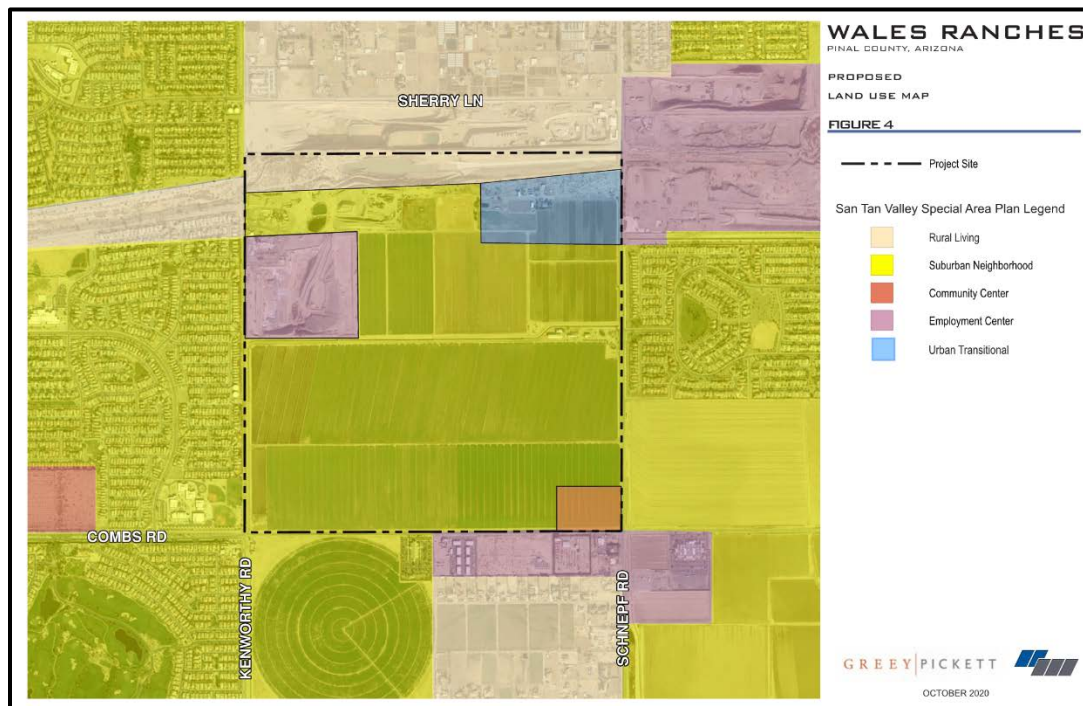 WALES RANCHES
PINAL COUNTY, ARIZONA
PROPOSED
LAND USE MAP
FIGURE 4
Project Site
San Tan Valley Special Area Plan Legend
Rural Living
Suburban Neighborhood
Community Center
Employment Center
Urban Transitional
SHERRY LN
COMBS RD
KENWORTHY RD
SCHNEPF RD
GREEY|PICKETT
OCTOBER 2020